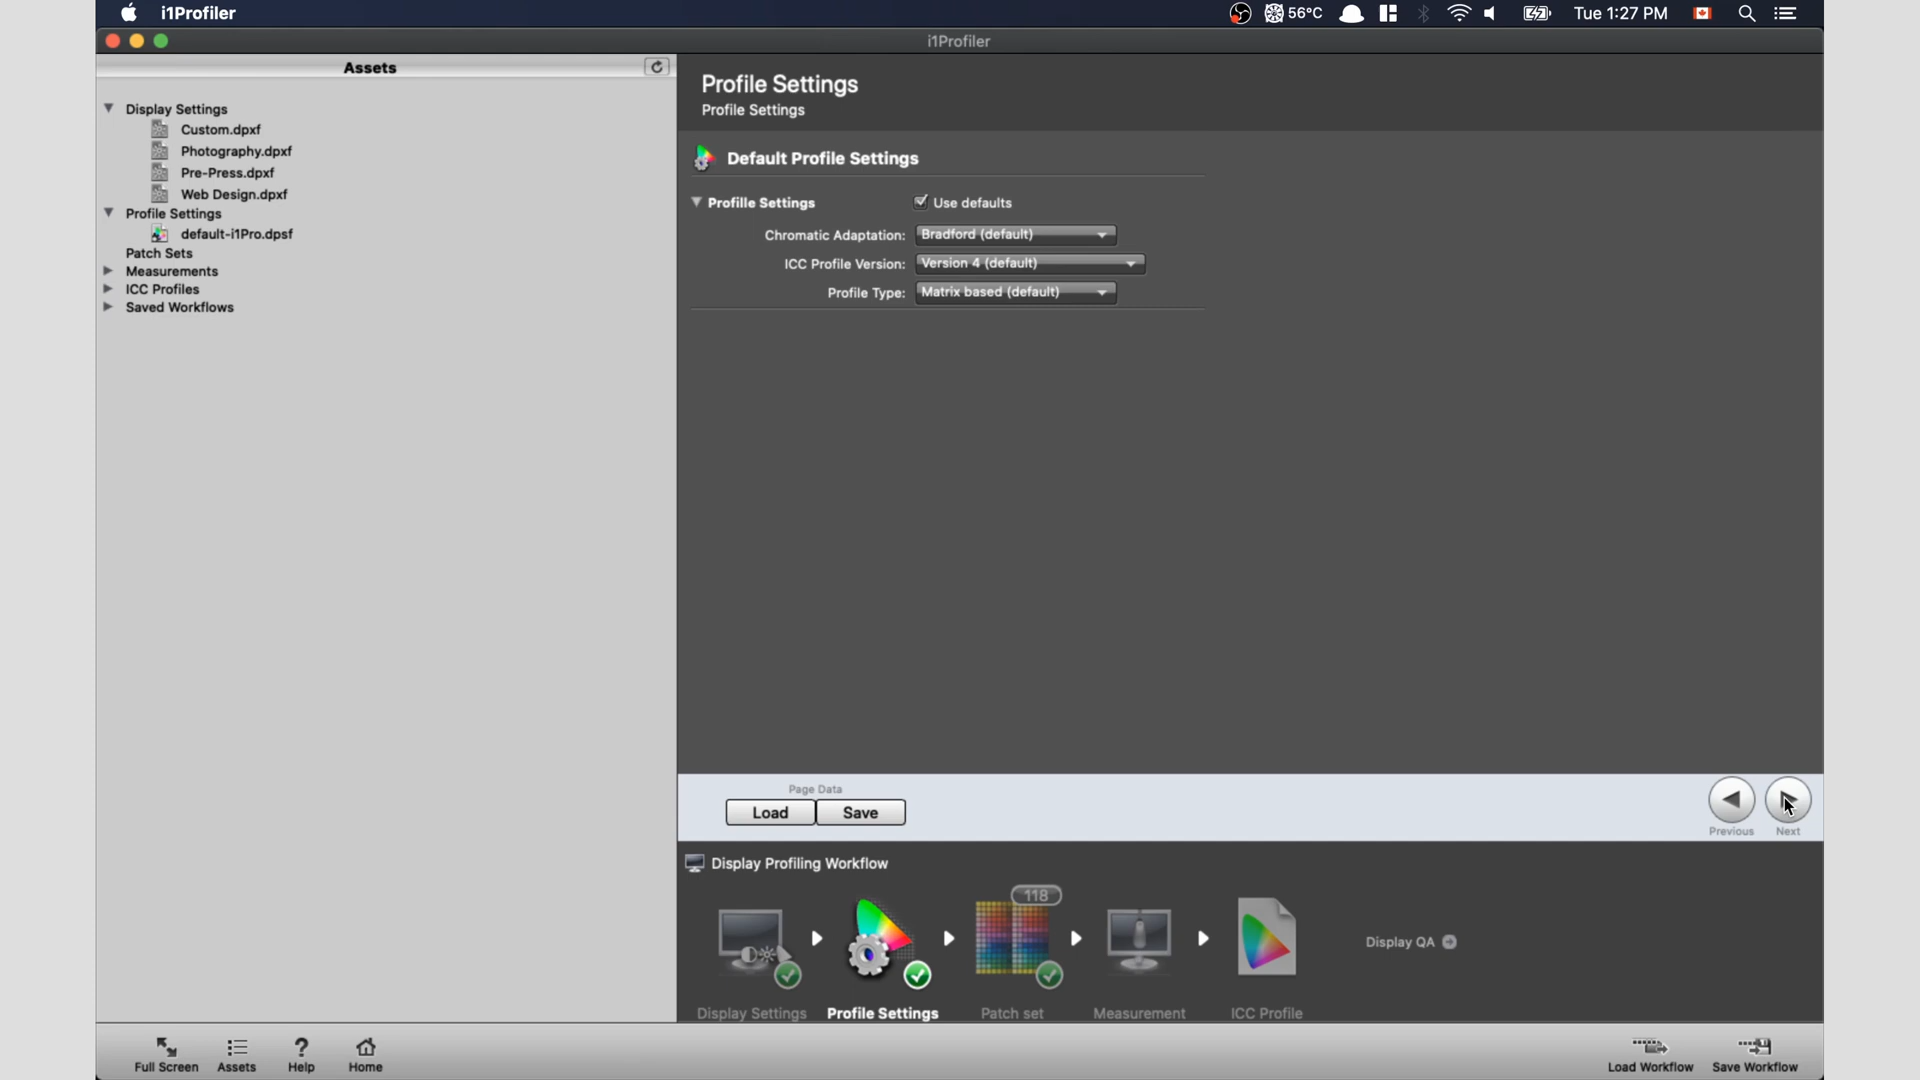 i1Profiler
56°C
Tue 1:27 PM
i1Profiler
Assets
Display Settings
Custom.dpxf
Photography.dpxf
Pre-Press.dpxf
Web Design.dpxf
Profile Settings
default-i1Pro.dpsf
Patch Sets
Measurements
ICC Profiles
Saved Workflows
Profile Settings
Profile Settings
Default Profile Settings
Profille Settings
Use defaults
Chromatic Adaptation: Bradford (default)
ICC Profile Version: Version 4 (default)
Profile Type: Matrix based (default)
Page Data
Load Save
Previous Next
Display Profiling Workflow
118
Display QA
Display Settings Profile Settings Patch set Measurement ICC Profile
Full Screen Assets Help Home Load Workflow Save Workflow